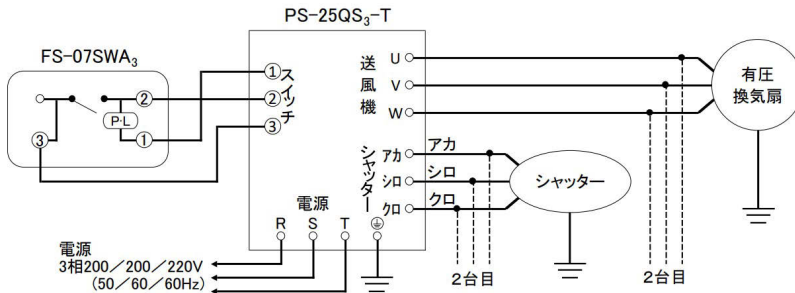 PS-25QS₃-T
FS-07SWA₃
② 
P·L
③ ①
① スイッチ
②
③
送風機
U
V
W
有圧
換気扇
シャッター
アカ アカ
シロ シロ
クロ クロ
シャッター
電源
R S T
電源
3相200／200／220V
(50／60／60Hz)
2台目
2台目